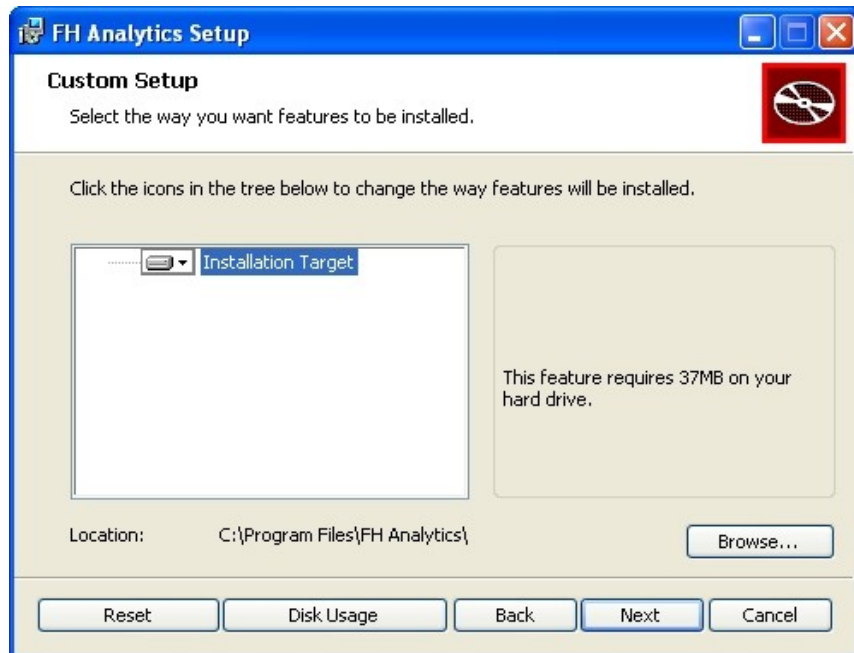 FH Analytics Setup
Custom Setup
Select the way you want features to be installed.
Click the icons in the tree below to change the way features will be installed.
Installation Target
This feature requires 37MB on your
hard drive.
Location: C:\Program Files\FH Analytics\
Browse...
Reset Disk Usage Back Next Cancel